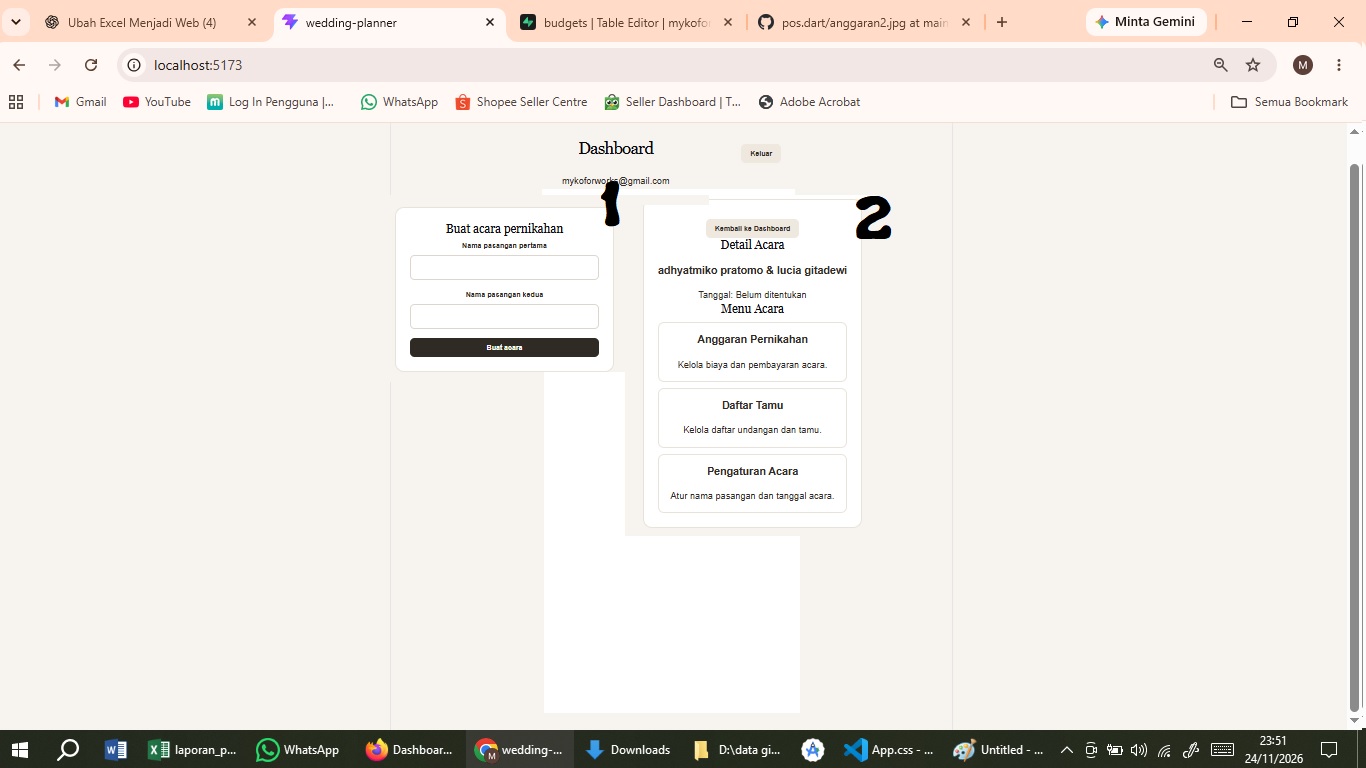 Ubah Excel Menjadi Web (4)
wedding-planner
budgets | Table Editor | mykofor
pos.dart/anggaran2.jpg at main
Minta Gemini
localhost:5173
M
Gmail
YouTube
Log In Pengguna |...
WhatsApp
Shopee Seller Centre
Seller Dashboard | T...
Adobe Acrobat
Semua Bookmark
Dashboard
Keluar
mykoforworks@gmail.com
1
2
Buat acara pernikahan
Nama pasangan pertama
Nama pasangan kedua
Buat acara
Kembali ke Dashboard
Detail Acara
adhyatmiko pratomo & lucia gitadewi
Tanggal: Belum ditentukan
Menu Acara
Anggaran Pernikahan
Kelola biaya dan pembayaran acara.
Daftar Tamu
Kelola daftar undangan dan tamu.
Pengaturan Acara
Atur nama pasangan dan tanggal acara.
laporan_p...
WhatsApp
Dashboar...
wedding-...
Downloads
D:\data gi...
App.css - ...
Untitled - ...
23:51
24/11/2026